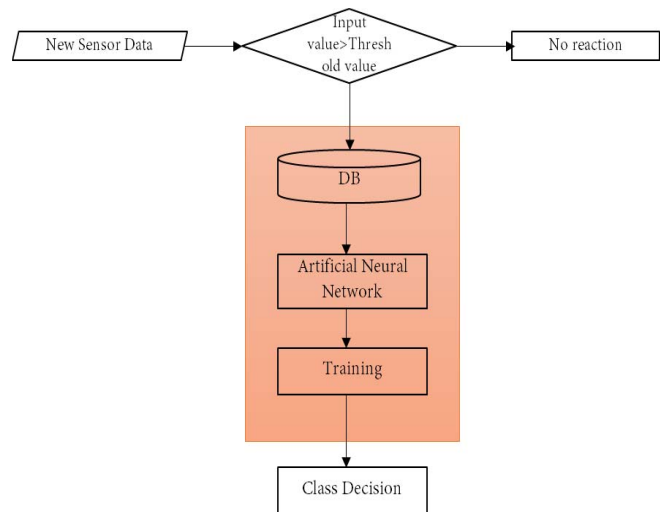 New Sensor Data
Input
value>Thresh
old value
No reaction
DB
Artificial Neural
Network
Training
Class Decision